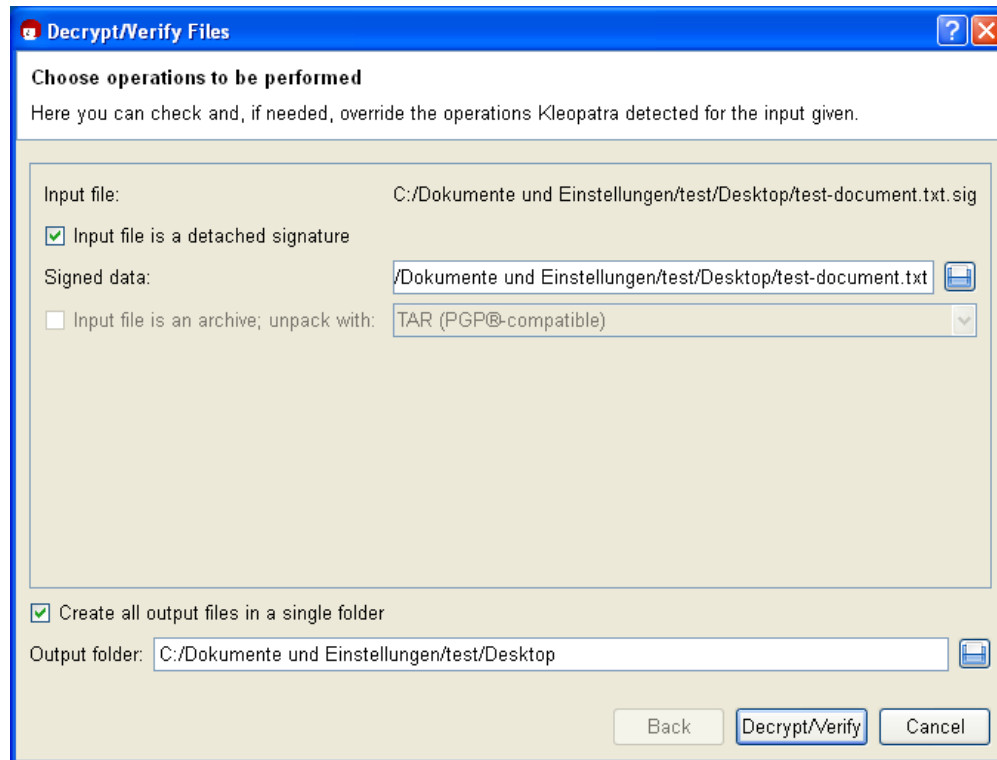 Decrypt/Verify Files
Choose operations to be performed
Here you can check and, if needed, override the operations Kleopatra detected for the input given.
Input file: C:/Dokumente und Einstellungen/test/Desktop/test-document.txt.sig
Input file is a detached signature
Signed data: /Dokumente und Einstellungen/test/Desktop/test-document.txt
Input file is an archive; unpack with: TAR (PGP®-compatible)
Create all output files in a single folder
Output folder: C:/Dokumente und Einstellungen/test/Desktop
Back Decrypt/Verify Cancel